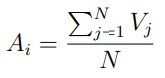 A_i = \frac{\sum_{j=1}^{N} V_j}{N}